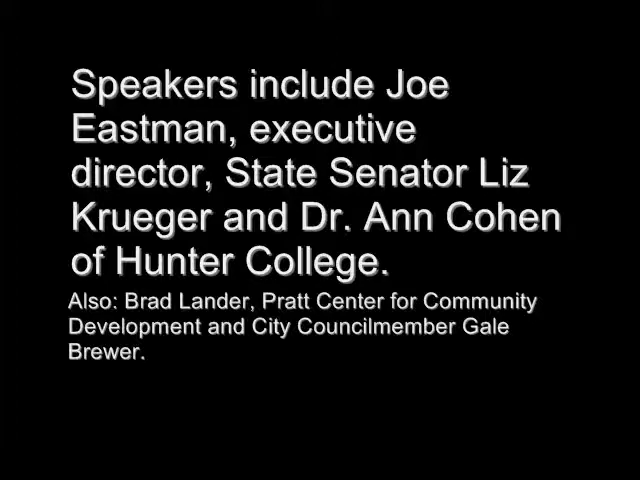 Speakers include Joe
Eastman, executive
director, State Senator Liz
Krueger and Dr. Ann Cohen
of Hunter College.
Also: Brad Lander, Pratt Center for Community
Development and City Councilmember Gale
Brewer.